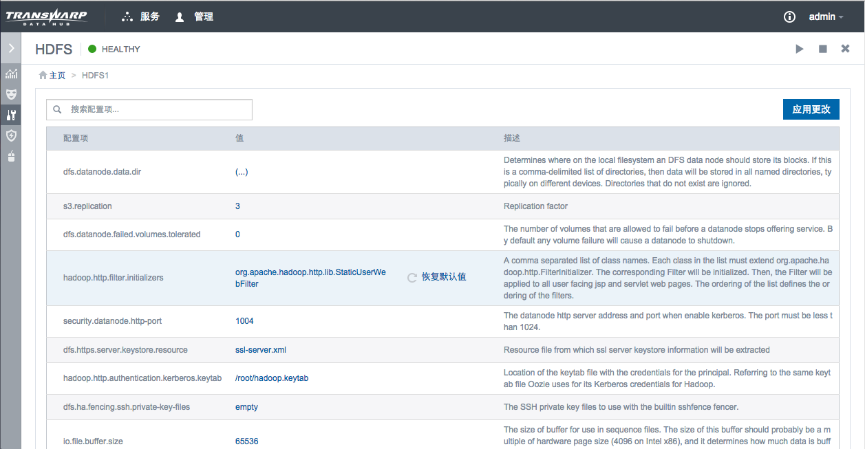 TRANSWARP
DATA HUB
服务
管理
admin
HDFS
HEALTHY
主页 > HDFS1
搜索配置项...
应用更改
配置项
值
描述
dfs.datanode.data.dir
(...)
Determines where on the local filesystem an DFS data node should store its blocks. If this
is a comma-delimited list of directories, then data will be stored in all named directories, ty
pically on different devices. Directories that do not exist are ignored.
s3.replication
3
Replication factor
dfs.datanode.failed.volumes.tolerated
0
The number of volumes that are allowed to fail before a datanode stops offering service. B
y default any volume failure will cause a datanode to shutdown.
hadoop.http.filter.initializers
org.apache.hadoop.http.lib.StaticUserWe
bFilter
恢复默认值
A comma separated list of class names. Each class in the list must extend org.apache.ha
doop.http.FilterInitializer. The corresponding Filter will be initialized. Then, the Filter will be
applied to all user facing jsp and servlet web pages. The ordering of the list defines the or
dering of the filters.
security.datanode.http-port
1004
The datanode http server address and port when enable kerberos. The port must be less t
han 1024.
dfs.https.server.keystore.resource
ssl-server.xml
Resource file from which ssl server keystore information will be extracted
hadoop.http.authentication.kerberos.keytab
/root/hadoop.keytab
Location of the keytab file with the credentials for the principal. Referring to the same keyt
ab file Oozie uses for its Kerberos credentials for Hadoop.
dfs.ha.fencing.ssh.private-key-files
empty
The SSH private key files to use with the builtin sshfence fencer.
io.file.buffer.size
65536
The size of buffer for use in sequence files. The size of this buffer should probably be a m
ultiple of hardware page size (4096 on Intel x86), and it determines how much data is buff